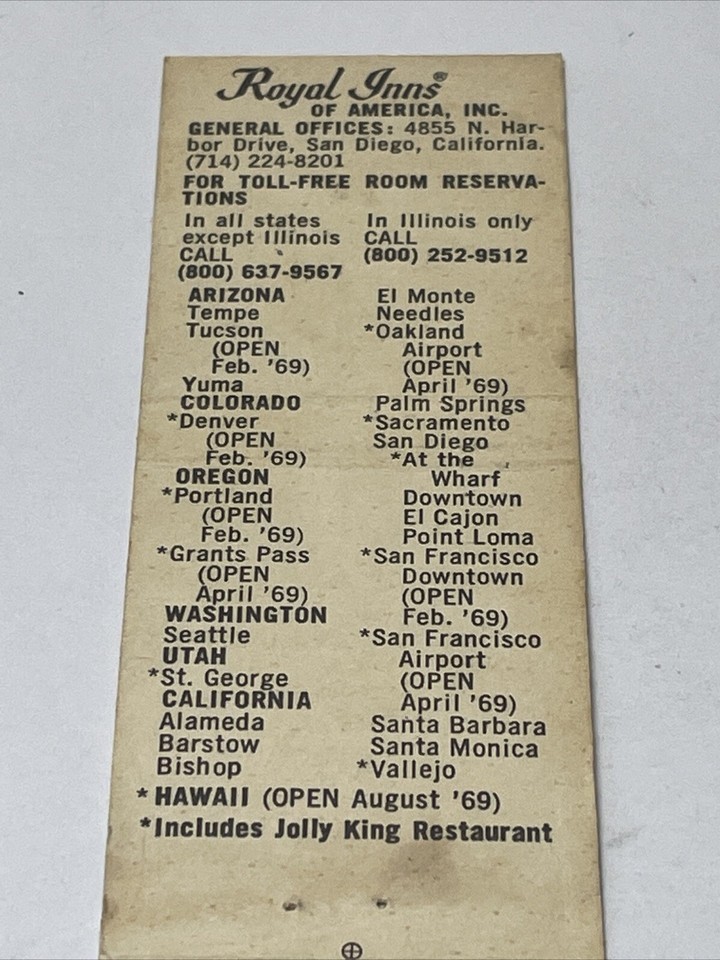 Royal Inns®
OF AMERICA, INC.
GENERAL OFFICES: 4855 N. Har-
bor Drive, San Diego, California.
(714) 224-8201
FOR TOLL-FREE ROOM RESERVA-
TIONS
In all states
except Illinois
CALL
(800) 637-9567
In Illinois only
CALL
(800) 252-9512
ARIZONA
Tempe
Tucson
(OPEN
Feb. '69)
Yuma
COLORADO
*Denver
(OPEN
Feb. '69)
OREGON
*Portland
(OPEN
Feb. '69)
*Grants Pass
(OPEN
April '69)
WASHINGTON
Seattle
UTAH
*St. George
CALIFORNIA
Alameda
Barstow
Bishop
El Monte
Needles
*Oakland
Airport
(OPEN
April '69)
Palm Springs
*Sacramento
San Diego
*At the
Wharf
Downtown
El Cajon
Point Loma
*San Francisco
Downtown
(OPEN
Feb. '69)
*San Francisco
Airport
(OPEN
April '69)
Santa Barbara
Santa Monica
*Vallejo
*HAWAII (OPEN August '69)
*Includes Jolly King Restaurant